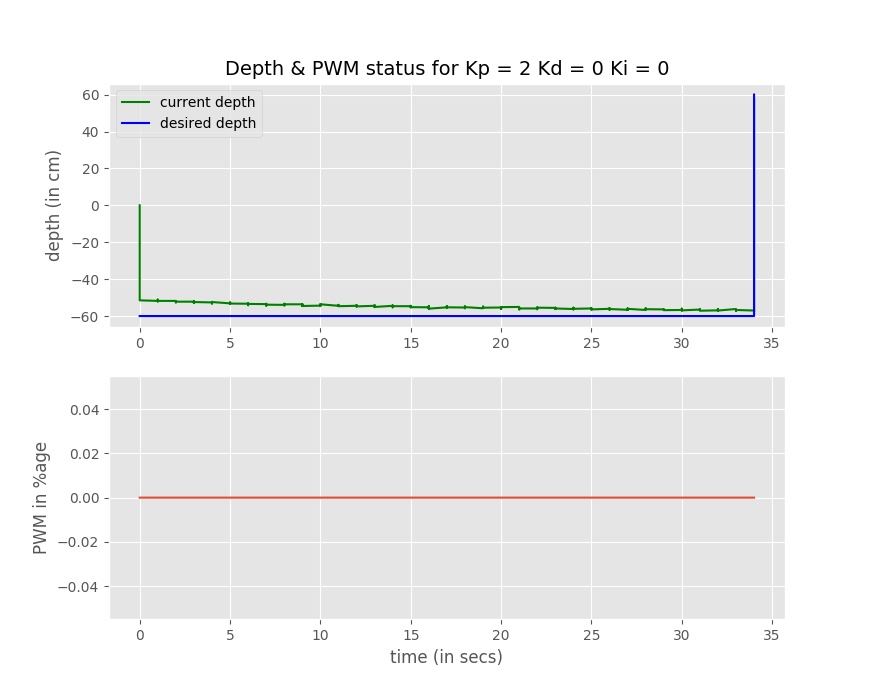 Depth & PWM status for Kp = 2 Kd = 0 Ki = 0
current depth
desired depth
depth (in cm)
60
40
20
0
−20
−40
−60
0 5 10 15 20 25 30 35
PWM in %age
0.04
0.02
0.00
−0.02
−0.04
0 5 10 15 20 25 30 35
time (in secs)